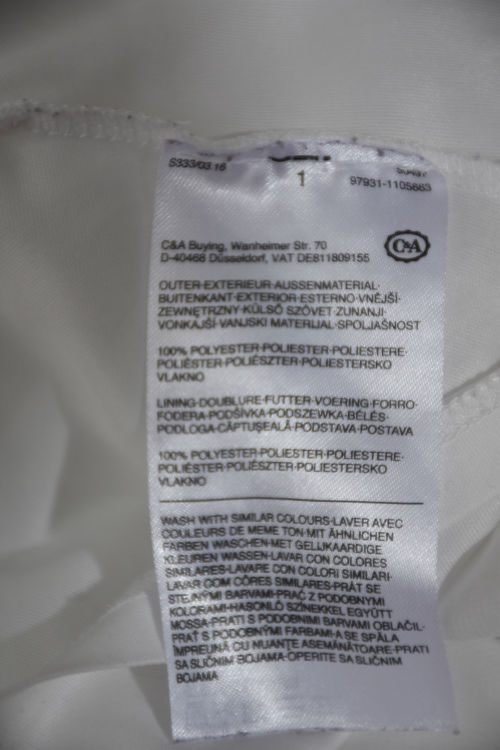 S333/03.16
1
97931-1105663
C&A Buying, Wanheimer Str. 70
D-40468 Düsseldorf, VAT DE811809155
C&A
OUTER·EXTERIEUR·AUSSENMATERIAL·
BUITENKANT·EXTERIOR·ESTERNO·VNĚJŠÍ·
ZEWNĘTRZNY·KÜLSŐ SZÖVET·ZUNANJI·
VONKAJŠÍ·VANJSKI MATERIJAL·SPOLJAŠNOST
100% POLYESTER·POLIESTER·POLIESTERE·
POLIÉSTER·POLIÉSZTER·POLIESTERSKO
VLAKNO
LINING·DOUBLURE·FUTTER·VOERING·FORRO·
FODERA·PODŠÍVKA·PODSZEWKA·BÉLÉS·
PODLOGA·CĂPTUŞEALĂ·PODSTAVA·POSTAVA
100% POLYESTER·POLIESTER·POLIESTERE·
POLIÉSTER·POLIÉSZTER·POLIESTERSKO
VLAKNO
WASH WITH SIMILAR COLOURS·LAVER AVEC
COULEURS DE MEME TON·MIT ÄHNLICHEN
FARBEN WASCHEN·MET GELIJKAARDIGE
KLEUREN WASSEN·LAVAR CON COLORES
SIMILARES·LAVARE CON COLORI SIMILARI·
LAVAR COM CÔRES SIMILARES·PRÁT SE
STEJNÝMI BARVAMI·PRAĆ Z PODOBNYMI
KOLORAMI·HASONLÓ SZÍNEKKEL EGYÜTT
MOSSA·PRATI S PODOBNIMI BARVAMI OBLAČIL·
PRAŤ S PODOBNÝMI FARBAMI·A SE SPĂLA
ÎMPREUNĂ CU NUANŢE ASEMĂNĂTOARE·PRATI
SA SLIČNIM BOJAMA·OPERITE SA SLIČNIM
BOJAMA